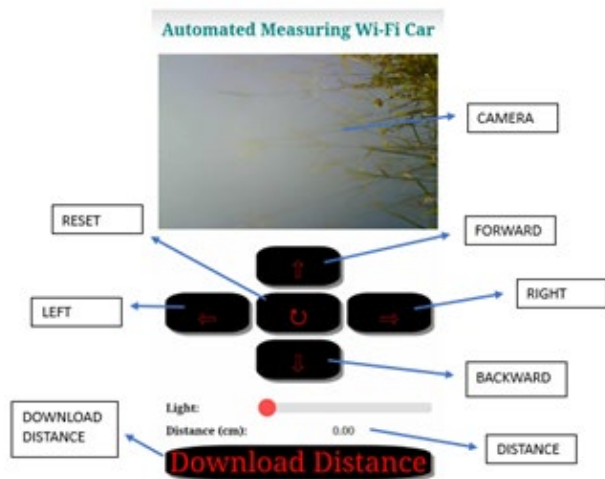 Automated Measuring Wi-Fi Car
CAMERA
RESET
FORWARD
LEFT
RIGHT
BACKWARD
Light:
DOWNLOAD
DISTANCE
Distance (cm): 0.00
DISTANCE
Download Distance